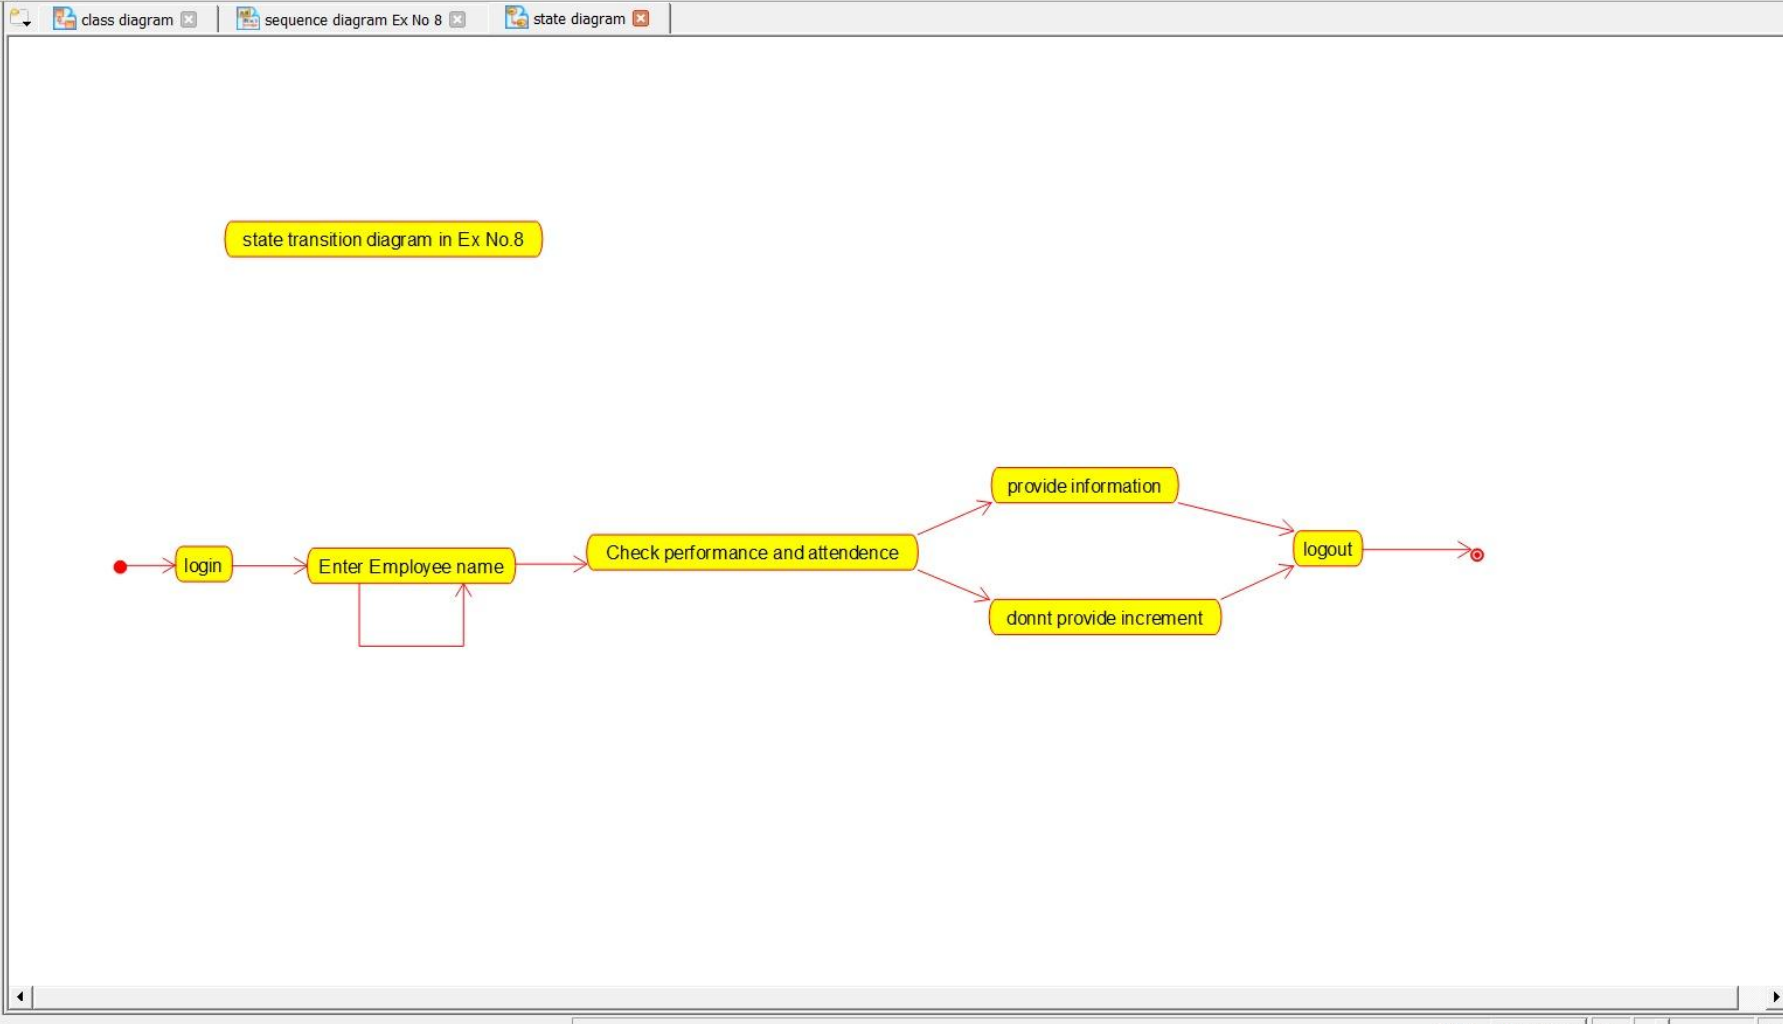 class diagram
sequence diagram Ex No 8
state diagram
state transition diagram in Ex No.8
provide information
login
Enter Employee name
Check performance and attendence
logout
donnt provide increment